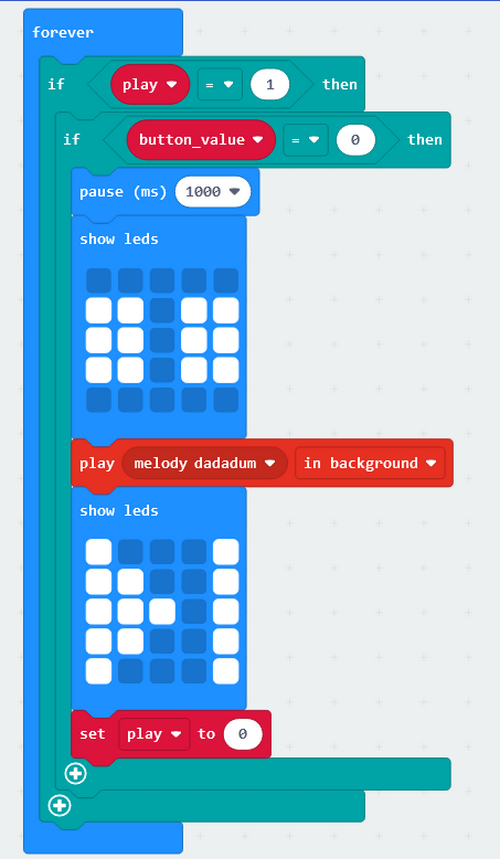 forever
if play = 1 then
if button_value = 0 then
pause (ms) 1000
show leds
play melody dadadum in background
show leds
set play to 0